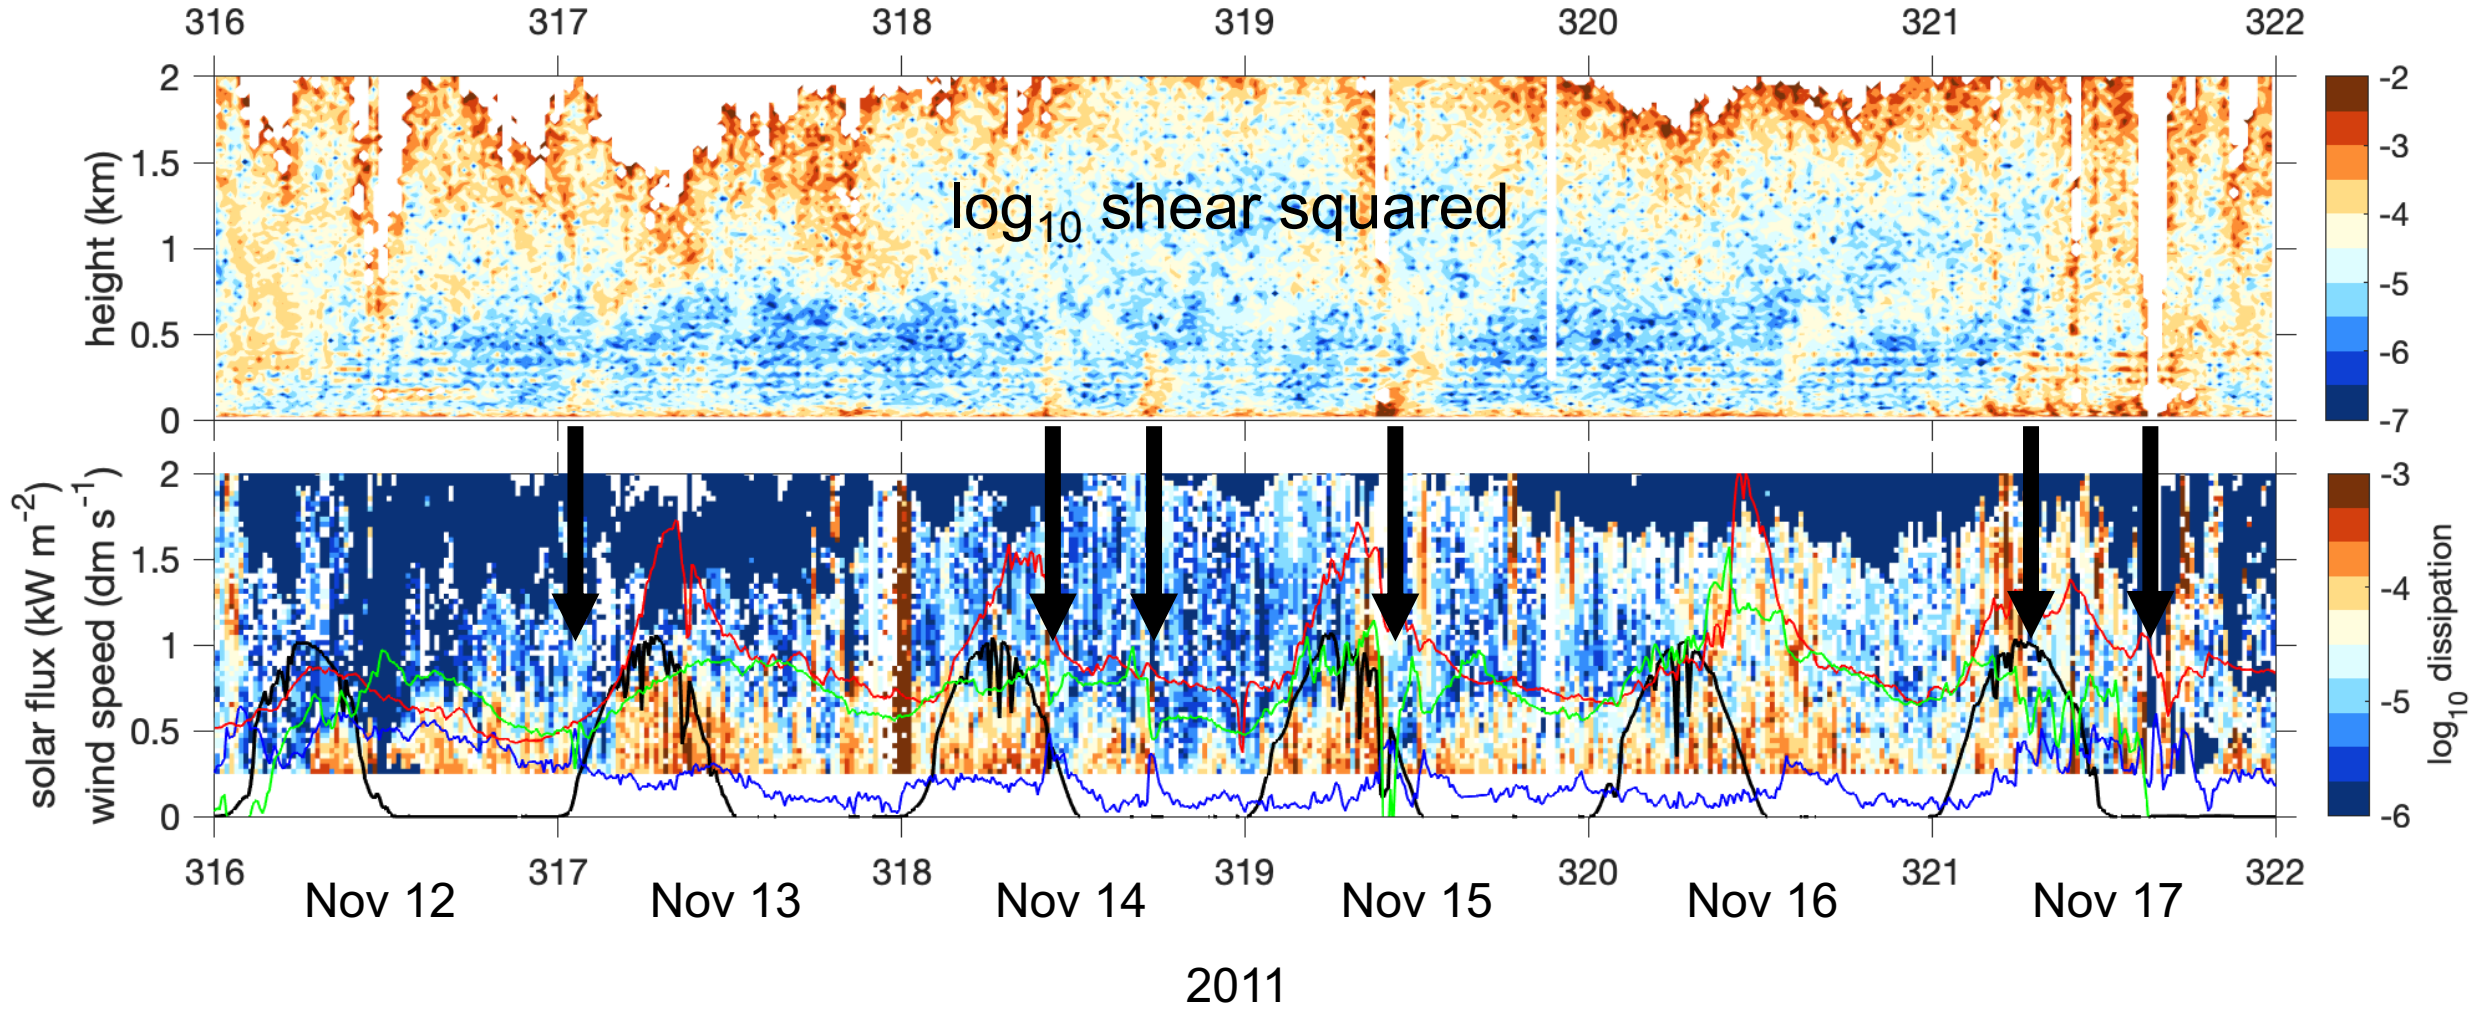 316 317 318 319 320 321 322
height (km)
2
1.5
1
0.5
0
log10 shear squared
-2
-3
-4
-5
-6
-7
solar flux (kW m-2)
wind speed (dm s-1)
2
1.5
1
0.5
0
-3
-4
-5
-6
log10 dissipation
316 317 318 319 320 321 322
Nov 12 Nov 13 Nov 14 Nov 15 Nov 16 Nov 17
2011